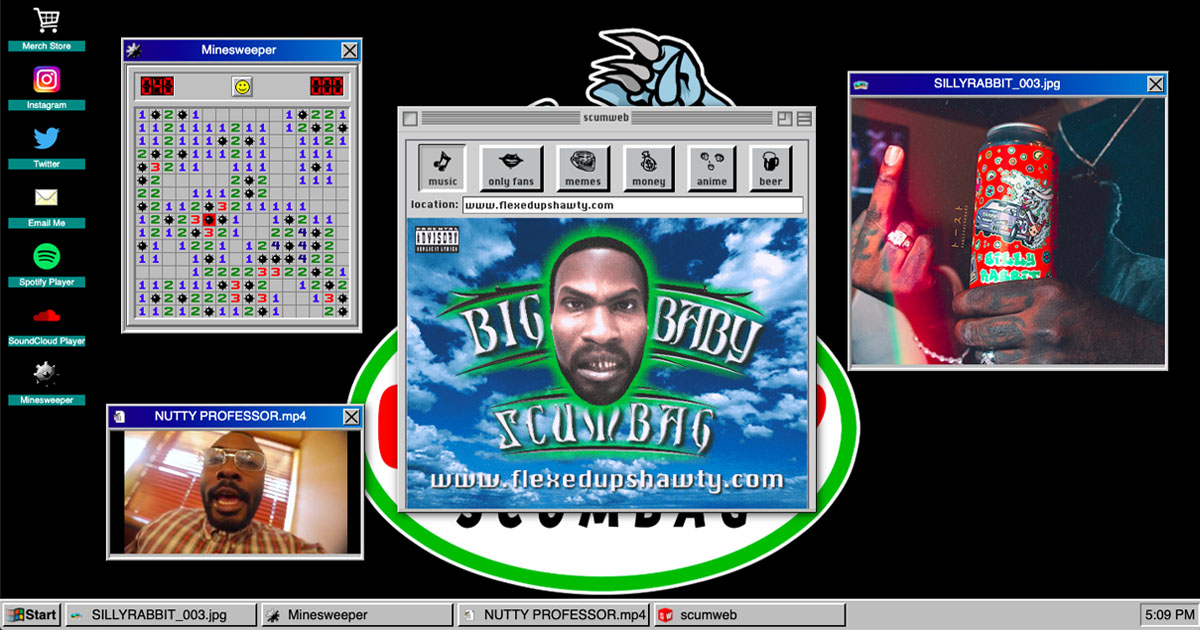 Merch Store
Instagram
Twitter
Email Me
Spotify Player
SoundCloud Player
Minesweeper
Minesweeper
040
000
NUTTY PROFESSOR.mp4
scumweb
music
only fans
memes
money
anime
beer
location:
www.flexedupshawty.com
PARENTAL
ADVISORY
EXPLICIT LYRICS
BIG BABY
SCUMBAG
www.flexedupshawty.com
SCUMBAG
SILLYRABBIT_003.jpg
SILLY
RABBIT
Start
SILLYRABBIT_003.jpg
Minesweeper
NUTTY PROFESSOR.mp4
scumweb
5:09 PM